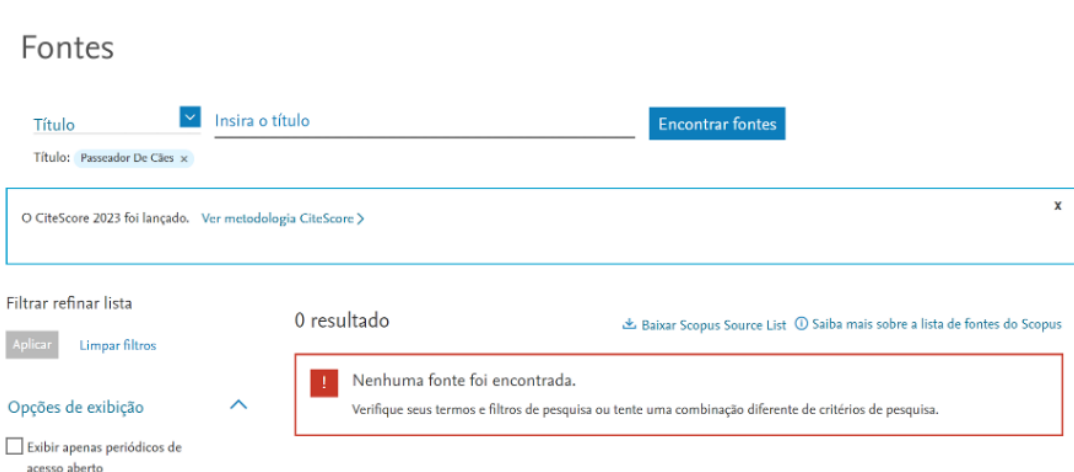 Fontes
Título
Insira o título
Encontrar fontes
Título: Passeador De Cães x
O CiteScore 2023 foi lançado. Ver metodologia CiteScore >
x
Filtrar refinar lista
Aplicar Limpar filtros
0 resultado
Baixar Scopus Source List Saiba mais sobre a lista de fontes do Scopus
! Nenhuma fonte foi encontrada.
Verifique seus termos e filtros de pesquisa ou tente uma combinação diferente de critérios de pesquisa.
Opções de exibição
Exibir apenas periódicos de
acesso aberto